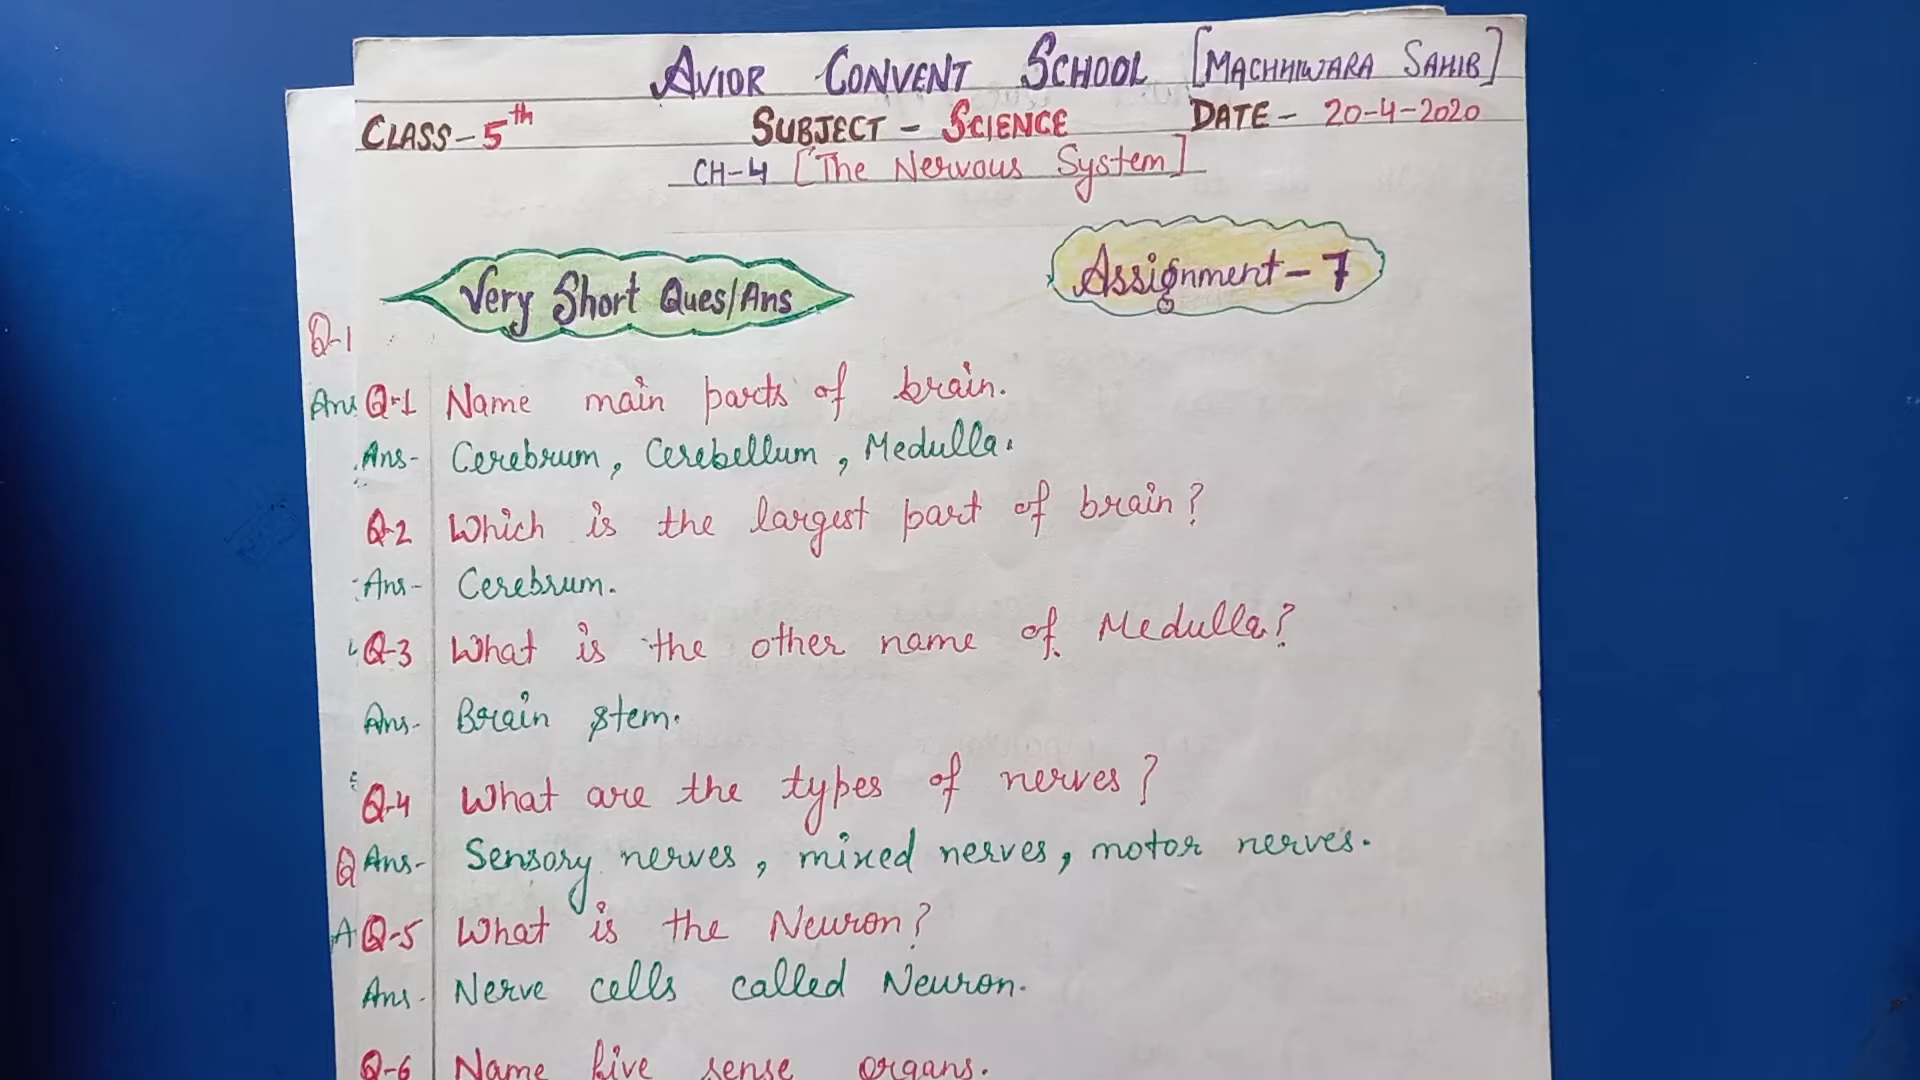 AVIOR CONVENT SCHOOL [MACHHIWARA SAHIB]
CLASS - 5th SUBJECT - SCIENCE DATE - 20-4-2020
CH-4 [The Nervous System]
Very Short Ques/Ans
Assignment - 7
Q-1
Ans
Q-1 Name main parts of brain.
Ans- Cerebrum, Cerebellum, Medulla.
Q-2 Which is the largest part of brain?
Ans- Cerebrum.
Q-3 What is the other name of Medulla?
Ans- Brain stem.
Q-4 What are the types of nerves?
Q
Ans- Sensory nerves, mixed nerves, motor nerves.
A
Q-5 What is the Neuron?
Ans- Nerve cells called Neuron.
Q-6 Name five sense organs.